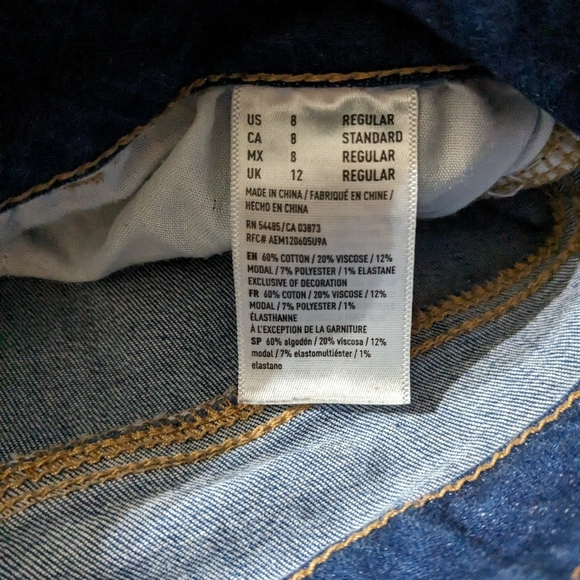 US 8 REGULAR
CA 8 STANDARD
MX 8 REGULAR
UK 12 REGULAR
MADE IN CHINA / FABRIQUÉ EN CHINE /
HECHO EN CHINA
RN 54485 / CA 03873
RFC# AEM120605U9A
EN 60% COTTON / 20% VISCOSE / 12%
MODAL / 7% POLYESTER / 1% ELASTANE
EXCLUSIVE OF DECORATION
FR 60% COTON / 20% VISCOSE / 12%
MODAL / 7% POLYESTER / 1%
ÉLASTHANNE
À L'EXCEPTION DE LA GARNITURE
SP 60% algodón / 20% viscosa / 12%
modal / 7% elastomultiéster / 1%
elastano